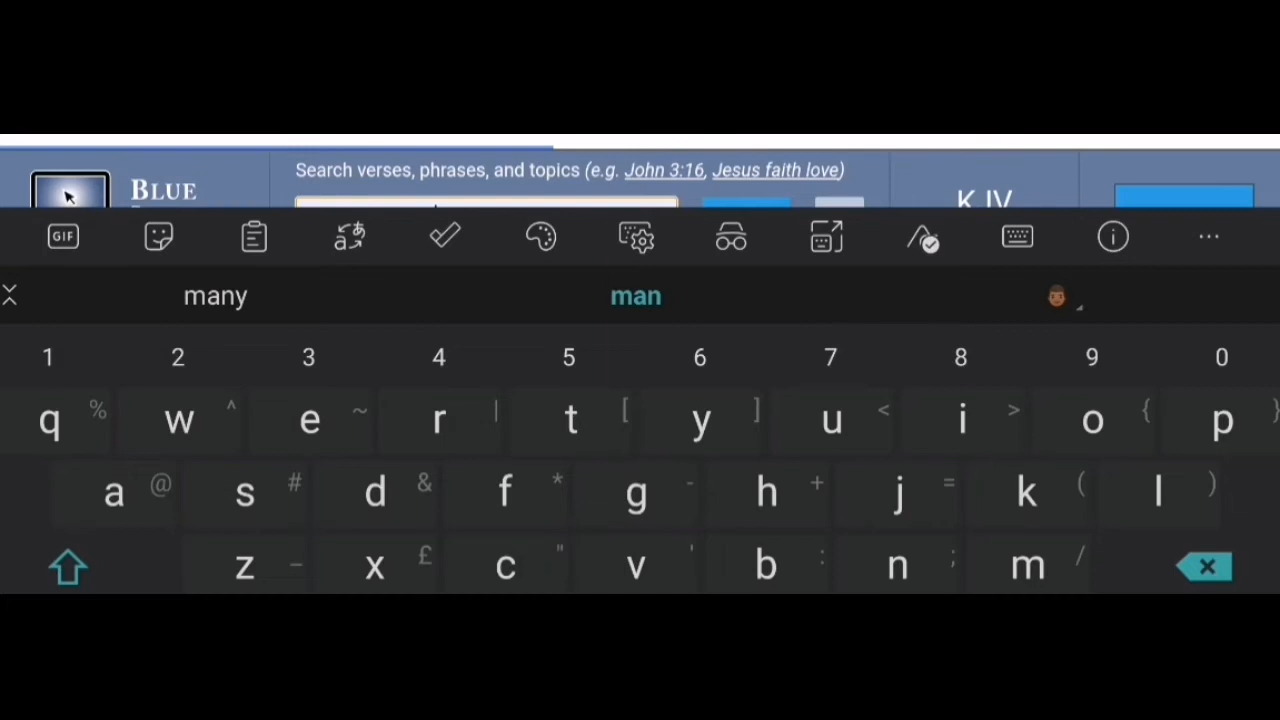 Search verses, phrases, and topics (e.g. John 3:16, Jesus faith love)
BLUE
KJV
GIF
many man
1 2 3 4 5 6 7 8 9 0
q % w ^ e ~ r | t [ y ] u < i > o { p }
a @ s # d & f * g - h + j = k ( l )
z _ x £ c " v ' b : n ; m /